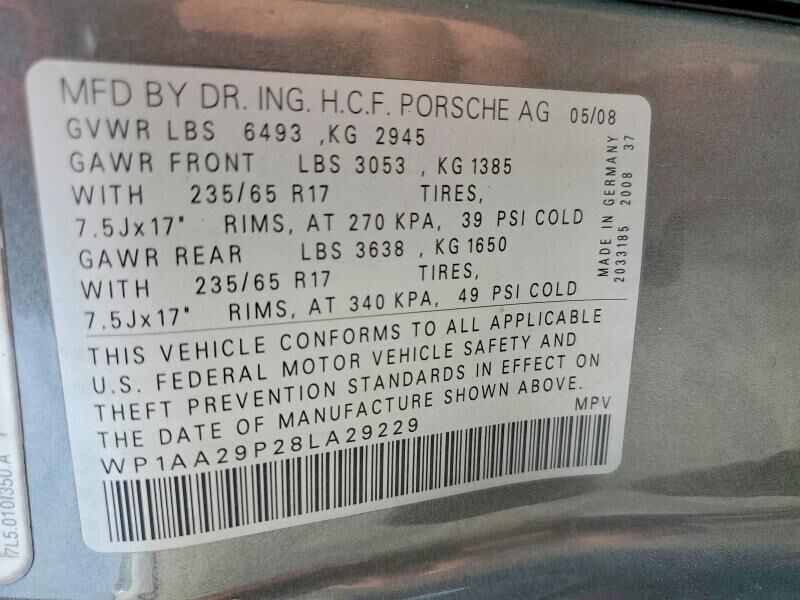 MFD BY DR. ING. H.C.F. PORSCHE AG 05/08
GVWR LBS 6493 ,KG 2945
GAWR FRONT LBS 3053 , KG 1385
WITH 235/65 R17 TIRES,
7.5Jx17" RIMS, AT 270 KPA, 39 PSI COLD
GAWR REAR LBS 3638 , KG 1650
WITH 235/65 R17 TIRES,
7.5Jx17" RIMS, AT 340 KPA, 49 PSI COLD
THIS VEHICLE CONFORMS TO ALL APPLICABLE
U.S. FEDERAL MOTOR VEHICLE SAFETY AND
THEFT PREVENTION STANDARDS IN EFFECT ON
THE DATE OF MANUFACTURE SHOWN ABOVE.
MPV
WP1AA29P28LA29229
MADE IN GERMANY
2033185 2008 37
7L5.010.350.A